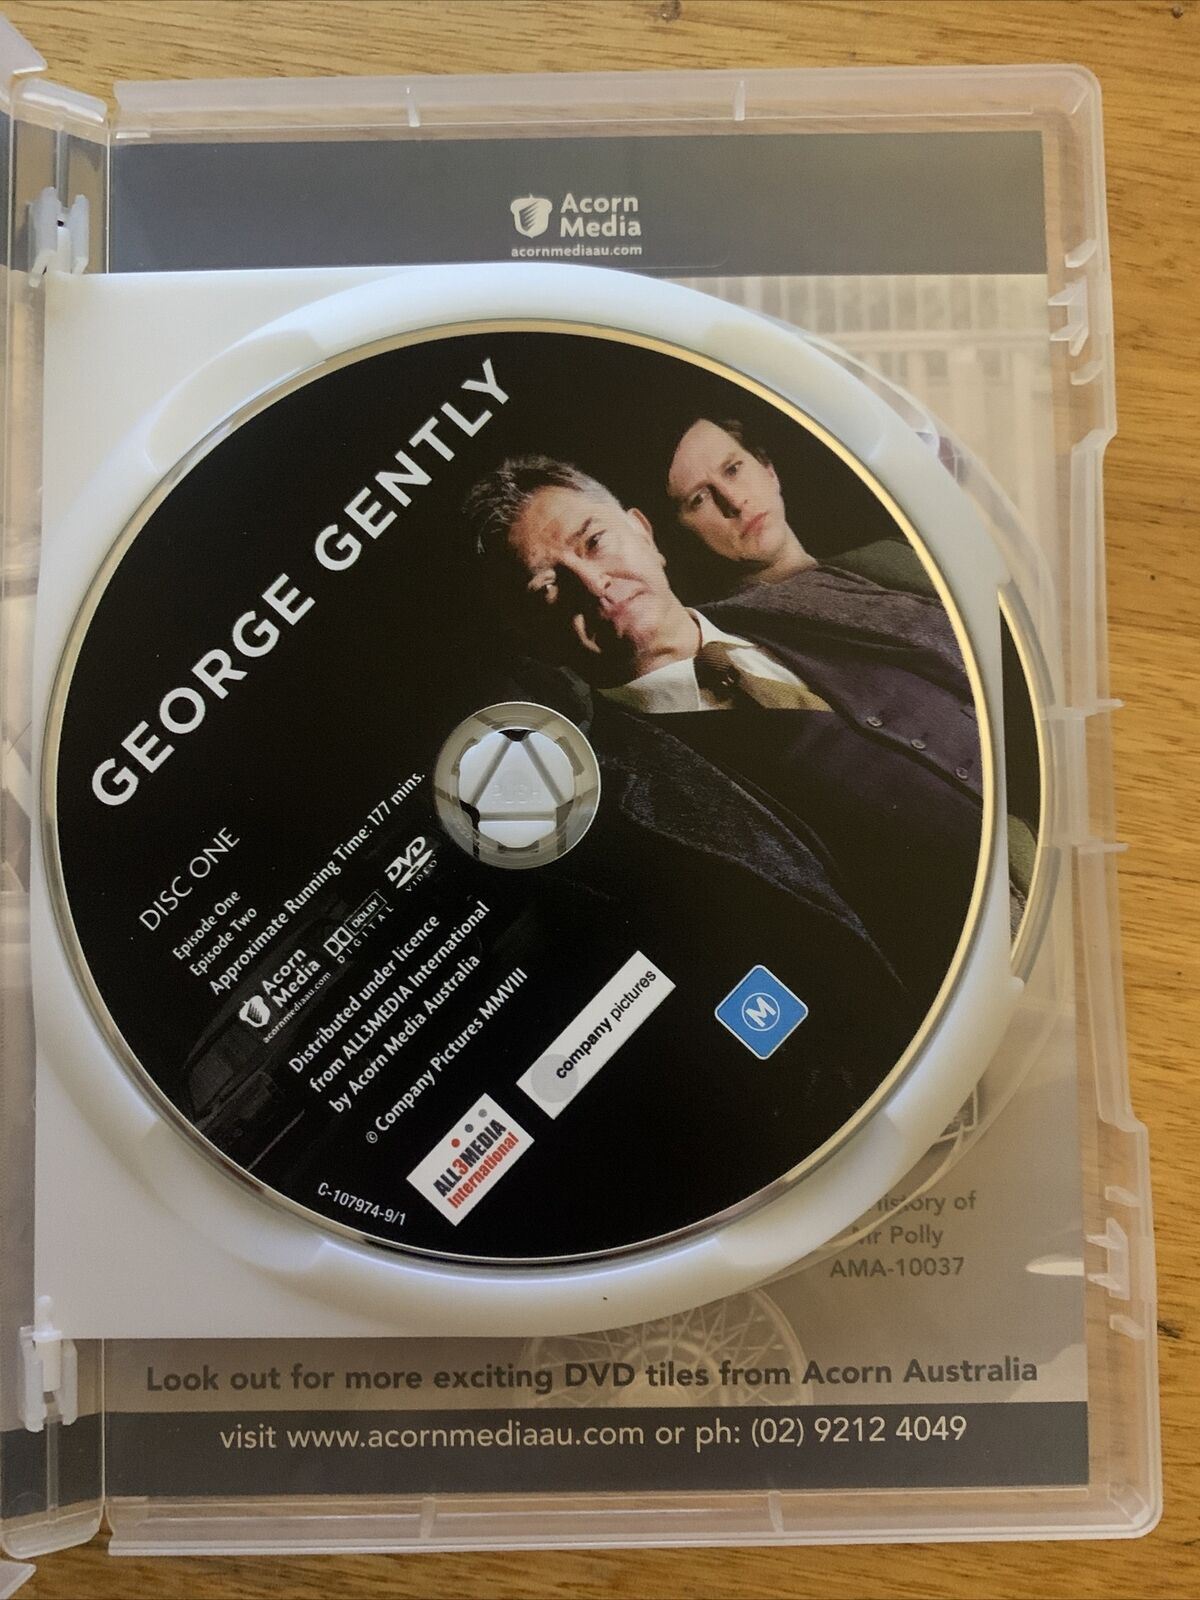 Acorn
Media
acornmediaau.com
GEORGE GENTLY
DISC ONE
Episode One
Episode Two
Approximate Running Time: 177 mins.
Acorn
Media
acornmediaau.com
DOLBY
DIGITAL
DVD
VIDEO
PUSH
Distributed under licence
from ALL3MEDIA International
by Acorn Media Australia
© Company Pictures MMVIII
ALL3MEDIA
International
company pictures
M
C-107974-9/1
History of
Mr Polly
AMA-10037
Look out for more exciting DVD tiles from Acorn Australia
visit www.acornmediaau.com or ph: (02) 9212 4049